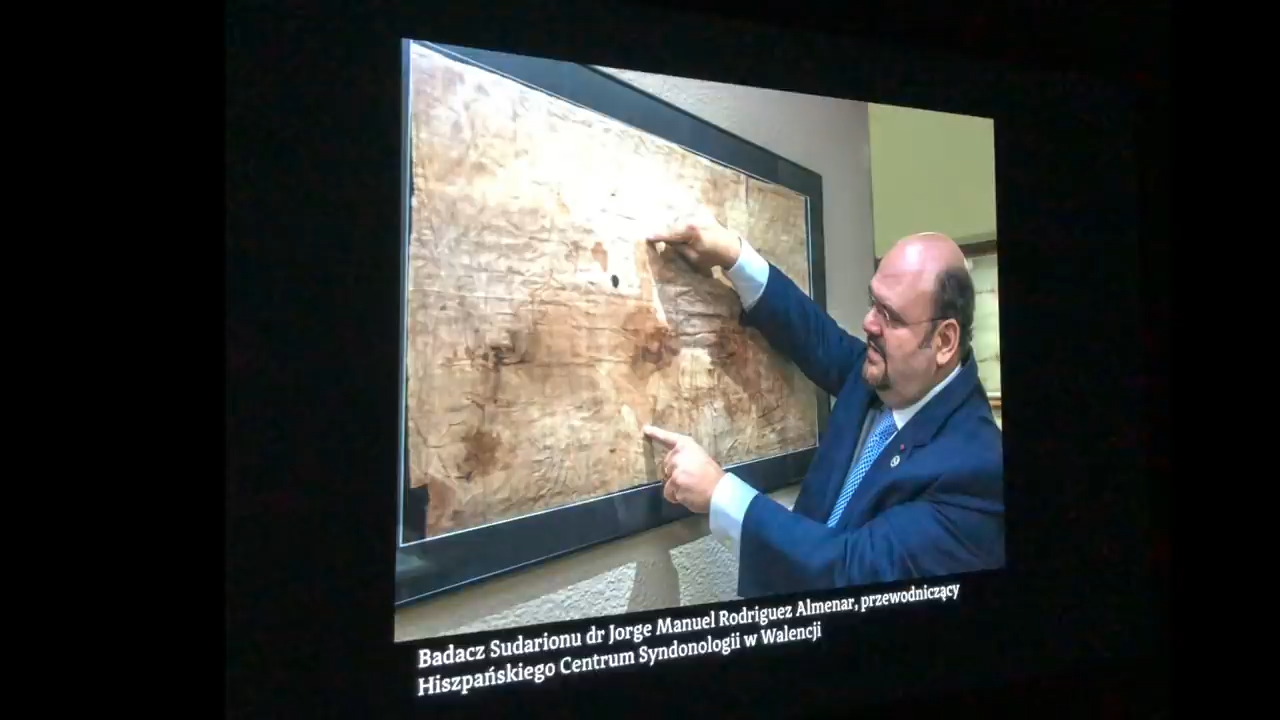 Badacz Sudarionu dr Jorge Manuel Rodriguez Almenar, przewodniczący
Hiszpańskiego Centrum Syndonologii w Walencji